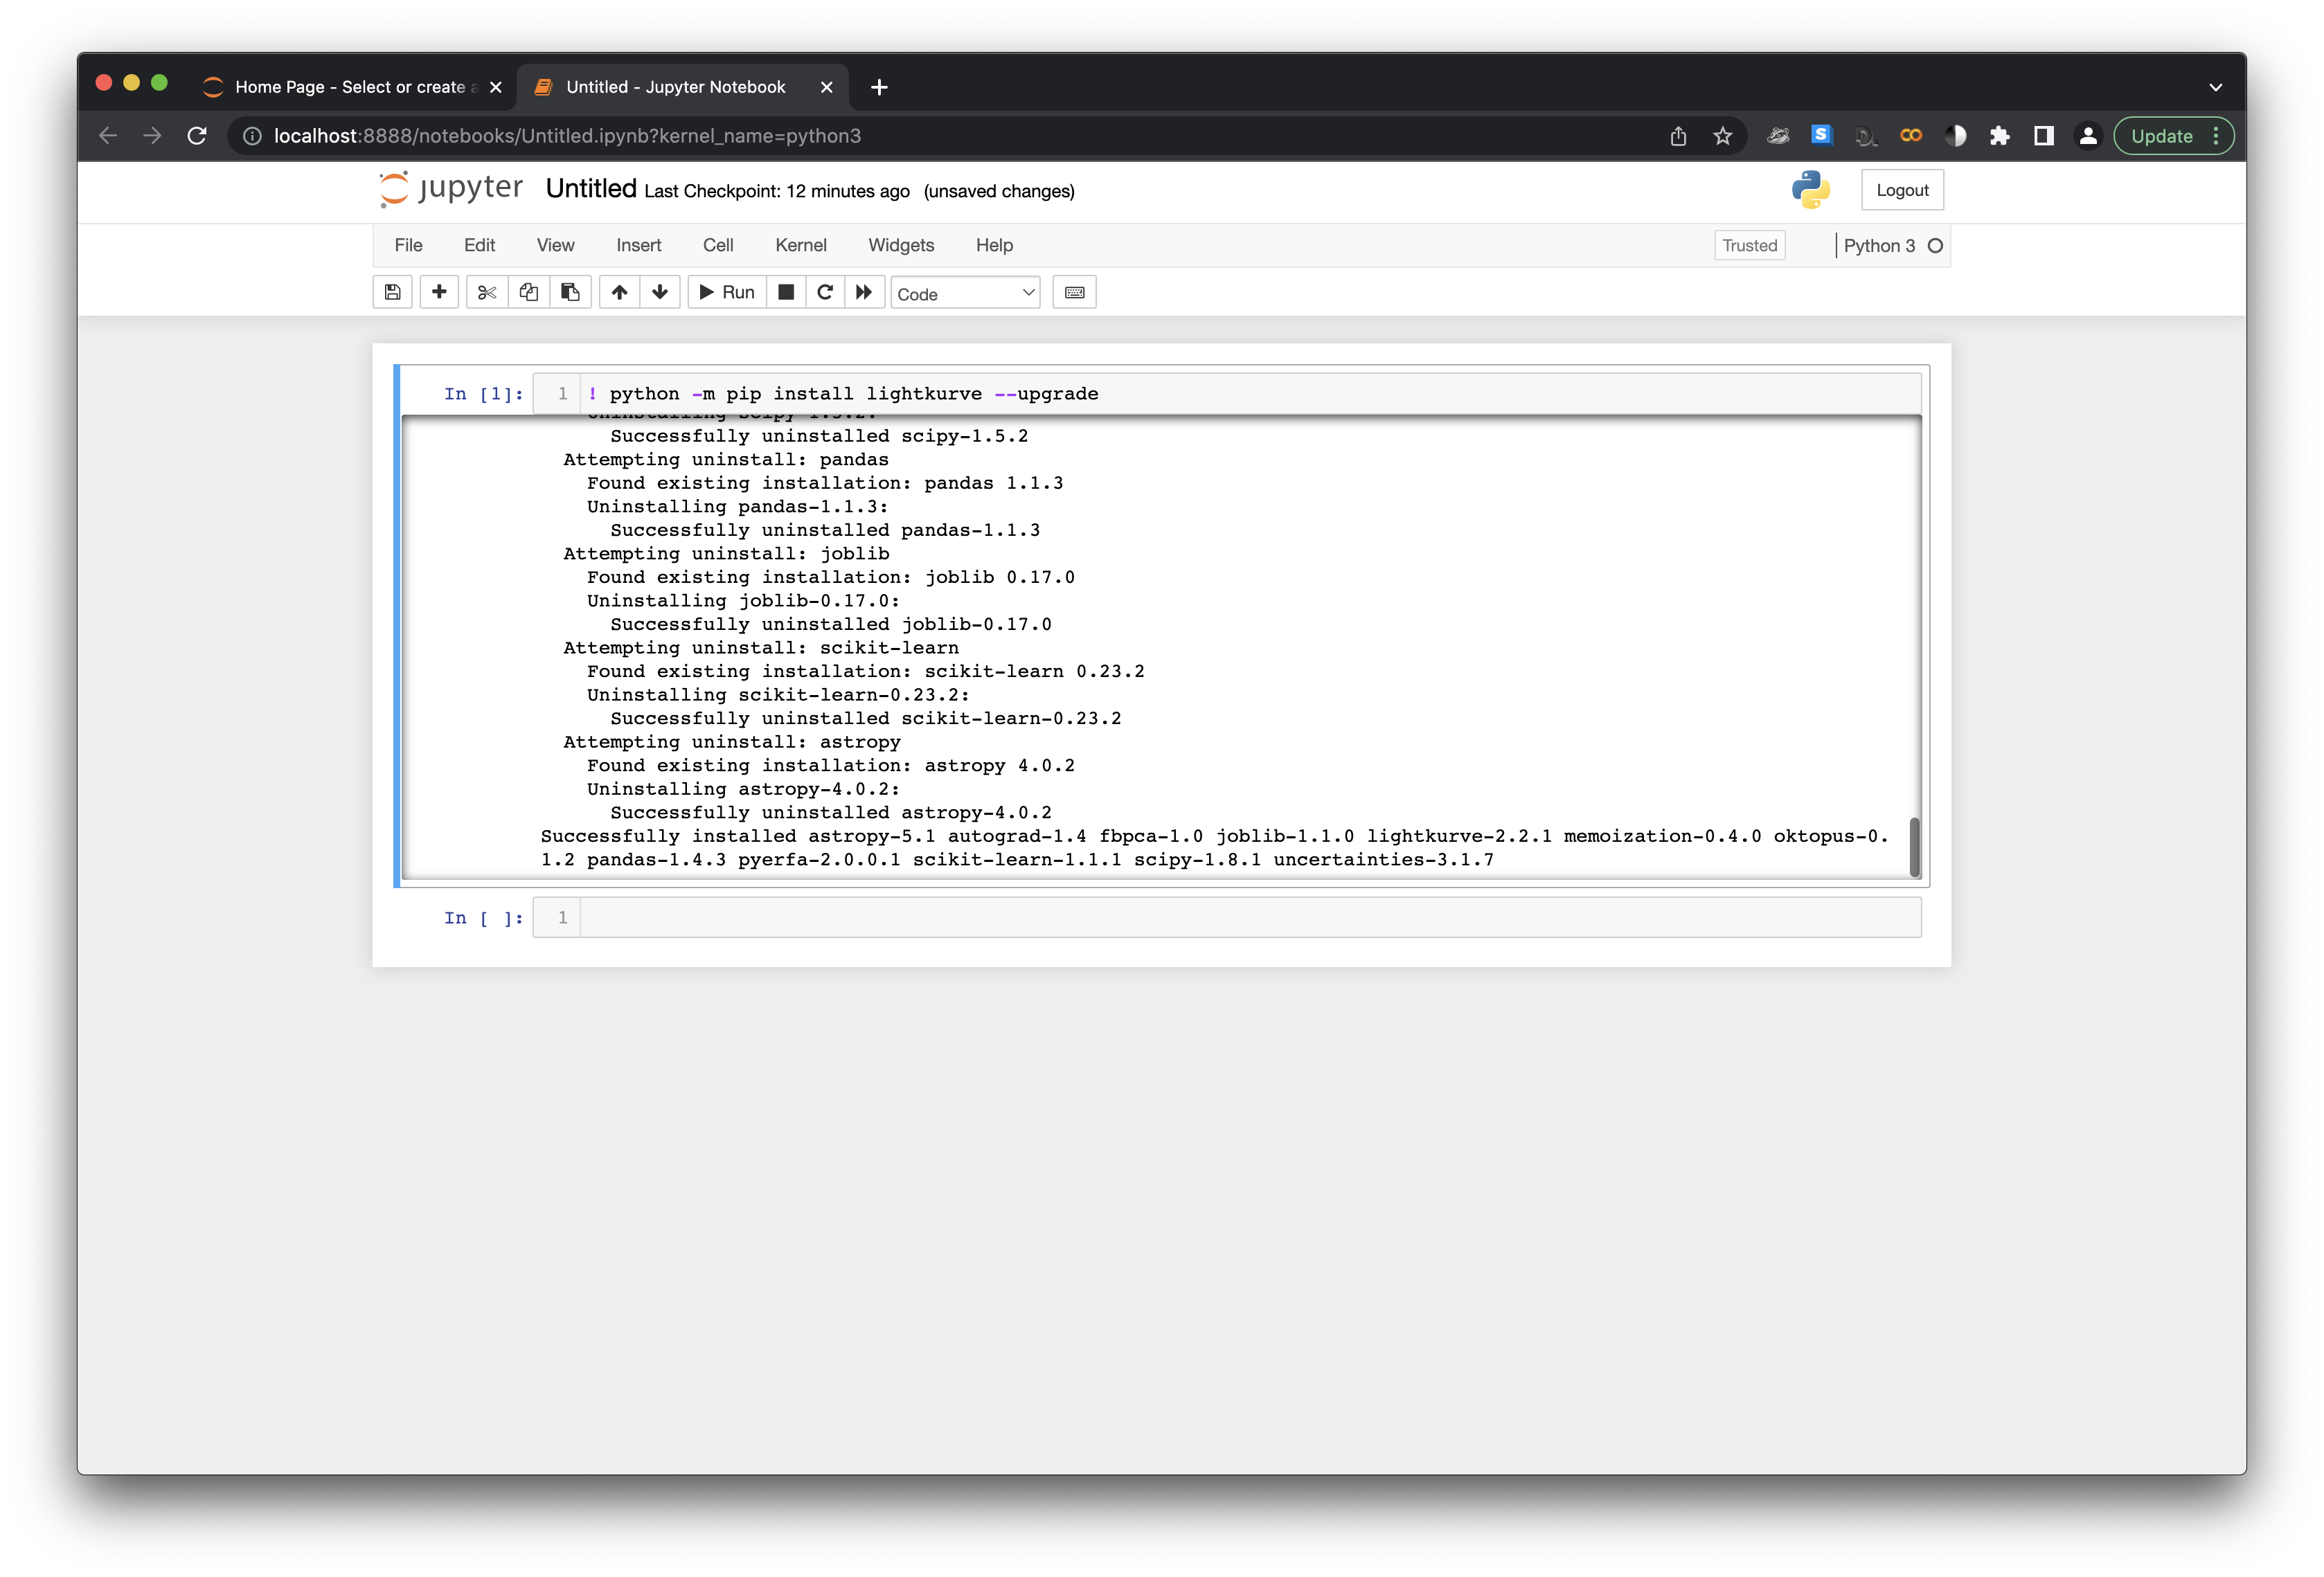 Home Page - Select or create a
Untitled - Jupyter Notebook
localhost:8888/notebooks/Untitled.ipynb?kernel_name=python3
Update
jupyter Untitled Last Checkpoint: 12 minutes ago (unsaved changes)
Logout
File Edit View Insert Cell Kernel Widgets Help
Trusted
Python 3
Run
Code
In [1]: 1 ! python -m pip install lightkurve --upgrade
Uninstalling scipy-1.5.2:
Successfully uninstalled scipy-1.5.2
Attempting uninstall: pandas
Found existing installation: pandas 1.1.3
Uninstalling pandas-1.1.3:
Successfully uninstalled pandas-1.1.3
Attempting uninstall: joblib
Found existing installation: joblib 0.17.0
Uninstalling joblib-0.17.0:
Successfully uninstalled joblib-0.17.0
Attempting uninstall: scikit-learn
Found existing installation: scikit-learn 0.23.2
Uninstalling scikit-learn-0.23.2:
Successfully uninstalled scikit-learn-0.23.2
Attempting uninstall: astropy
Found existing installation: astropy 4.0.2
Uninstalling astropy-4.0.2:
Successfully uninstalled astropy-4.0.2
Successfully installed astropy-5.1 autograd-1.4 fbpca-1.0 joblib-1.1.0 lightkurve-2.2.1 memoization-0.4.0 oktopus-0.
1.2 pandas-1.4.3 pyerfa-2.0.0.1 scikit-learn-1.1.1 scipy-1.8.1 uncertainties-3.1.7
In [ ]: 1